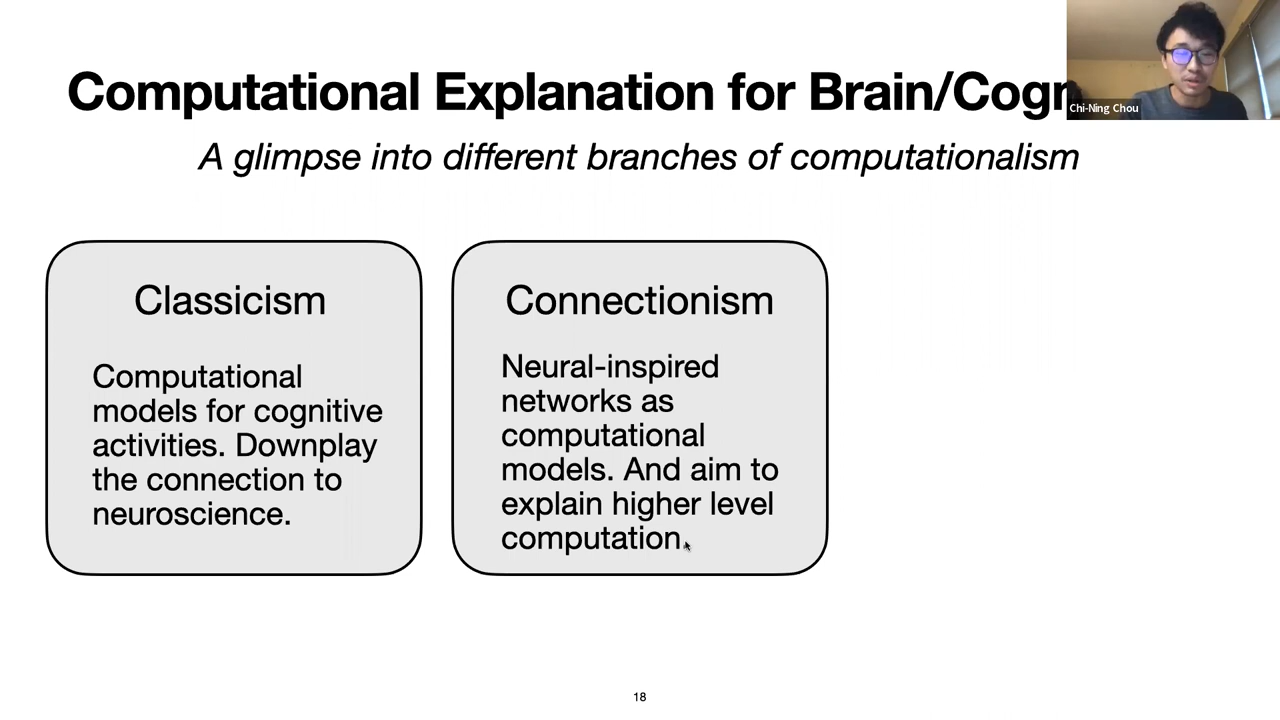 Computational Explanation for Brain/Cogn
Chi-Ning Chou
A glimpse into different branches of computationalism
Classicism
Computational
models for cognitive
activities. Downplay
the connection to
neuroscience.
Connectionism
Neural-inspired
networks as
computational
models. And aim to
explain higher level
computation.
18